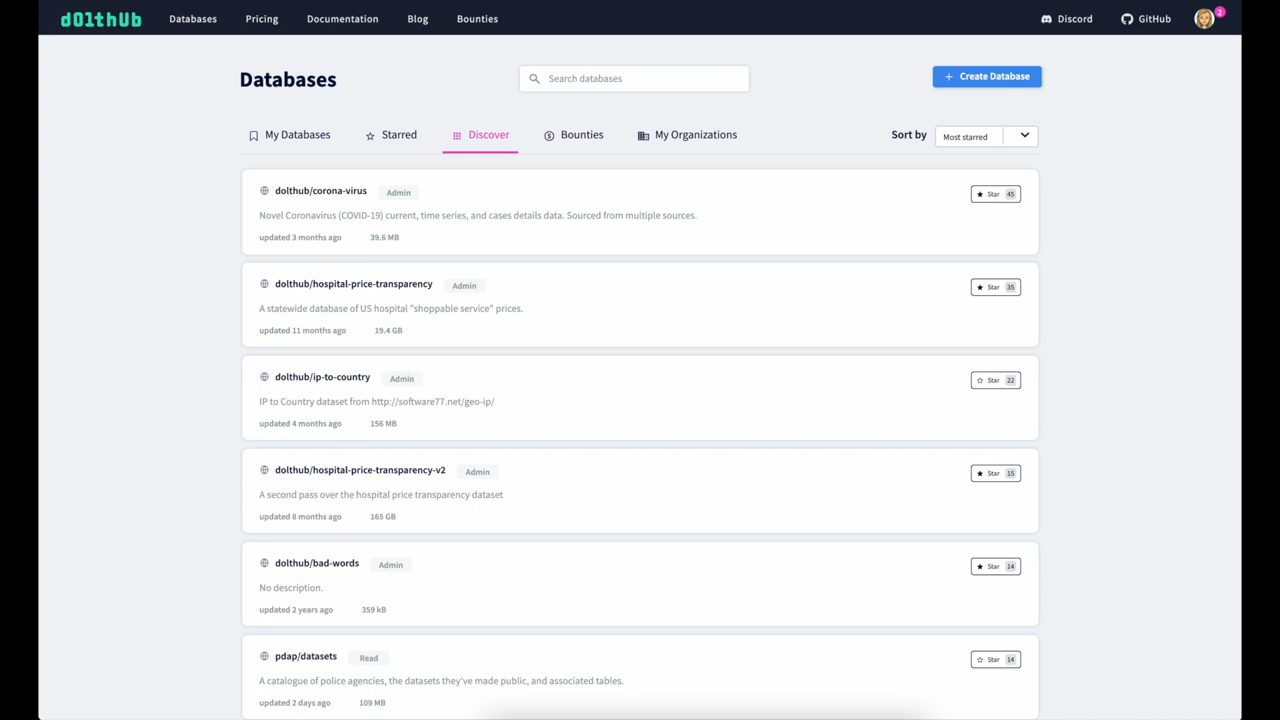 dolthub Databases Pricing Documentation Blog Bounties Discord GitHub 2
Databases Search databases Create Database
My Databases Starred Discover Bounties My Organizations Sort by Most starred
dolthub/corona-virus Admin Star 45
Novel Coronavirus (COVID-19) current, time series, and cases details data. Sourced from multiple sources.
updated 3 months ago 39.6 MB
dolthub/hospital-price-transparency Admin Star 35
A statewide database of US hospital "shoppable service" prices.
updated 11 months ago 19.4 GB
dolthub/ip-to-country Admin Star 22
IP to Country dataset from http://software77.net/geo-ip/
updated 4 months ago 156 MB
dolthub/hospital-price-transparency-v2 Admin Star 15
A second pass over the hospital price transparency dataset
updated 8 months ago 165 GB
dolthub/bad-words Admin Star 14
No description.
updated 2 years ago 359 kB
pdap/datasets Read Star 14
A catalogue of police agencies, the datasets they've made public, and associated tables.
updated 2 days ago 109 MB